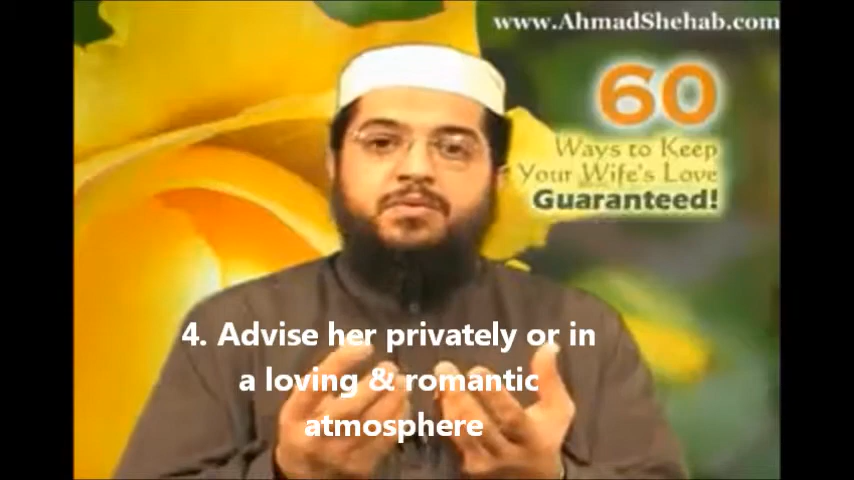 www.AhmadShehab.com
60
Ways to Keep
Your Wife's Love
Guaranteed!
4. Advise her privately or in
a loving & romantic
atmosphere